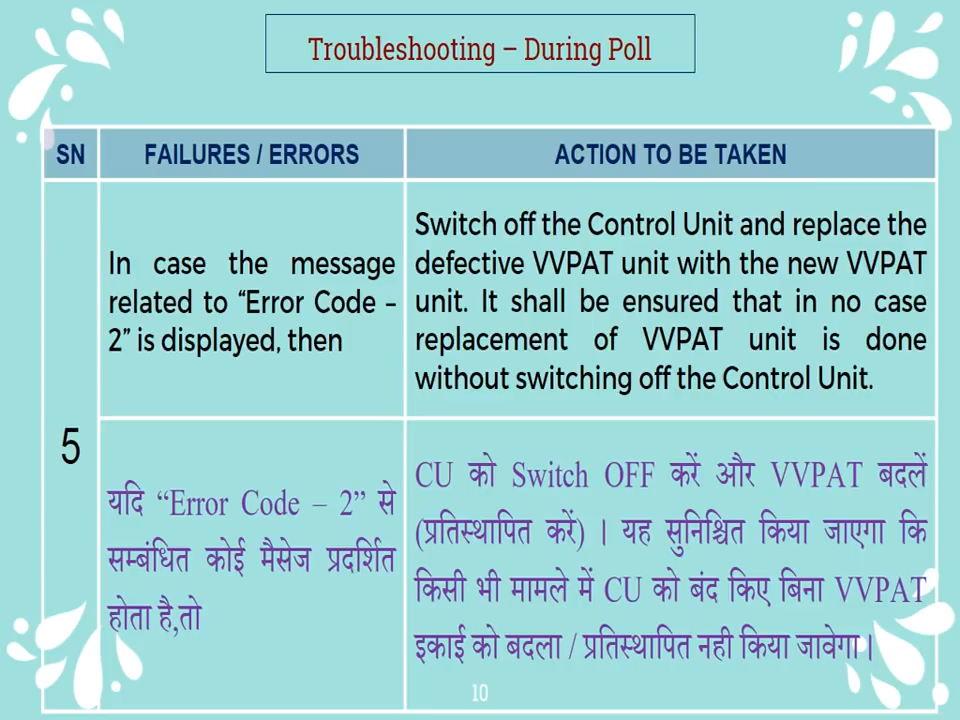 Troubleshooting – During Poll
SN
FAILURES / ERRORS
ACTION TO BE TAKEN
5
In case the message
related to “Error Code –
2” is displayed, then
Switch off the Control Unit and replace the
defective VVPAT unit with the new VVPAT
unit. It shall be ensured that in no case
replacement of VVPAT unit is done
without switching off the Control Unit.
यदि “Error Code – 2” से
सम्बंधित कोई मैसेज प्रदर्शित
होता है,तो
CU को Switch OFF करें और VVPAT बदलें
(प्रतिस्थापित करें) । यह सुनिश्चित किया जाएगा कि
किसी भी मामले में CU को बंद किए बिना VVPAT
इकाई को बदला / प्रतिस्थापित नही किया जावेगा।
10